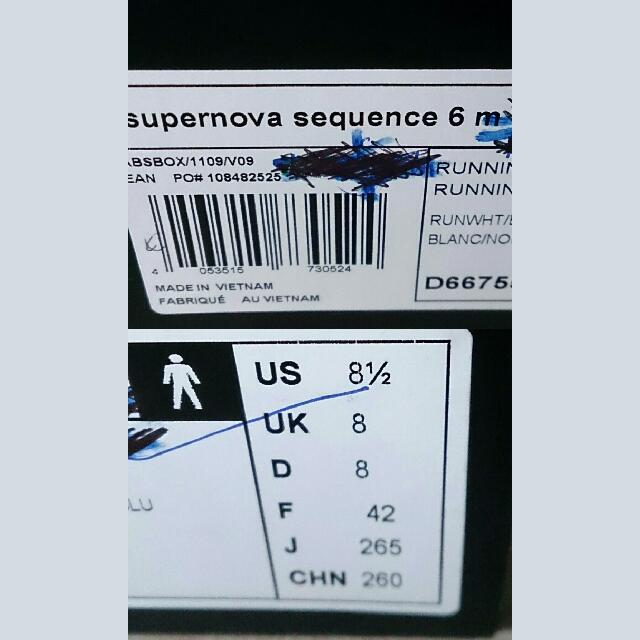 supernova sequence 6 m
ABSBOX/1109/V09
EAN PO# 108482525
RUNNIN
RUNNIN
RUNWHT/
BLANC/NO
4 053515 730524
D6675
MADE IN VIETNAM
FABRIQUÉ AU VIETNAM
US 8½
UK 8
D 8
LU
F 42
J 265
CHN 260